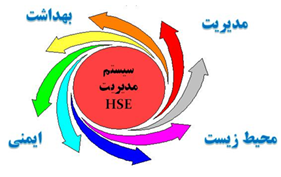 مدیریت
بهداشت
سیستم
مدیریت
HSE
محیط زیست
ایمنی